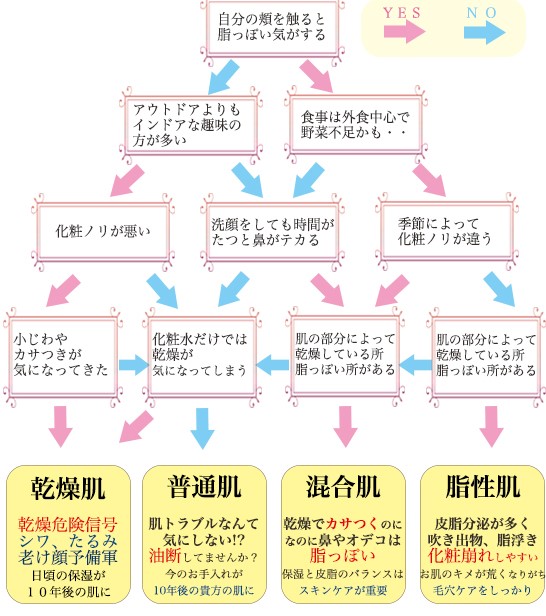 自分の頬を触ると
脂っぽい気がする
YES
NO
アウトドアよりも
インドアな趣味の
方が多い
食事は外食中心で
野菜不足かも・・
化粧ノリが悪い
洗顔をしても時間が
たつと鼻がテカる
季節によって
化粧ノリが違う
小じわや
カサつきが
気になってきた
化粧水だけでは
乾燥が
気になってしまう
肌の部分によって
乾燥している所
脂っぽい所がある
肌の部分によって
乾燥している所
脂っぽい所がある
乾燥肌
乾燥危険信号
シワ、たるみ
老け顔予備軍
日頃の保湿が
１０年後の肌に
普通肌
肌トラブルなんて
気にしない!?
油断してませんか？
今のお手入れが
10年後の貴方の肌に
混合肌
乾燥でカサつくのに
なのに鼻やオデコは
脂っぽい
保湿と皮脂のバランスは
スキンケアが重要
脂性肌
皮脂分泌が多く
吹き出物、脂浮き
化粧崩れしやすい
お肌のキメが荒くなりがち
毛穴ケアをしっかり